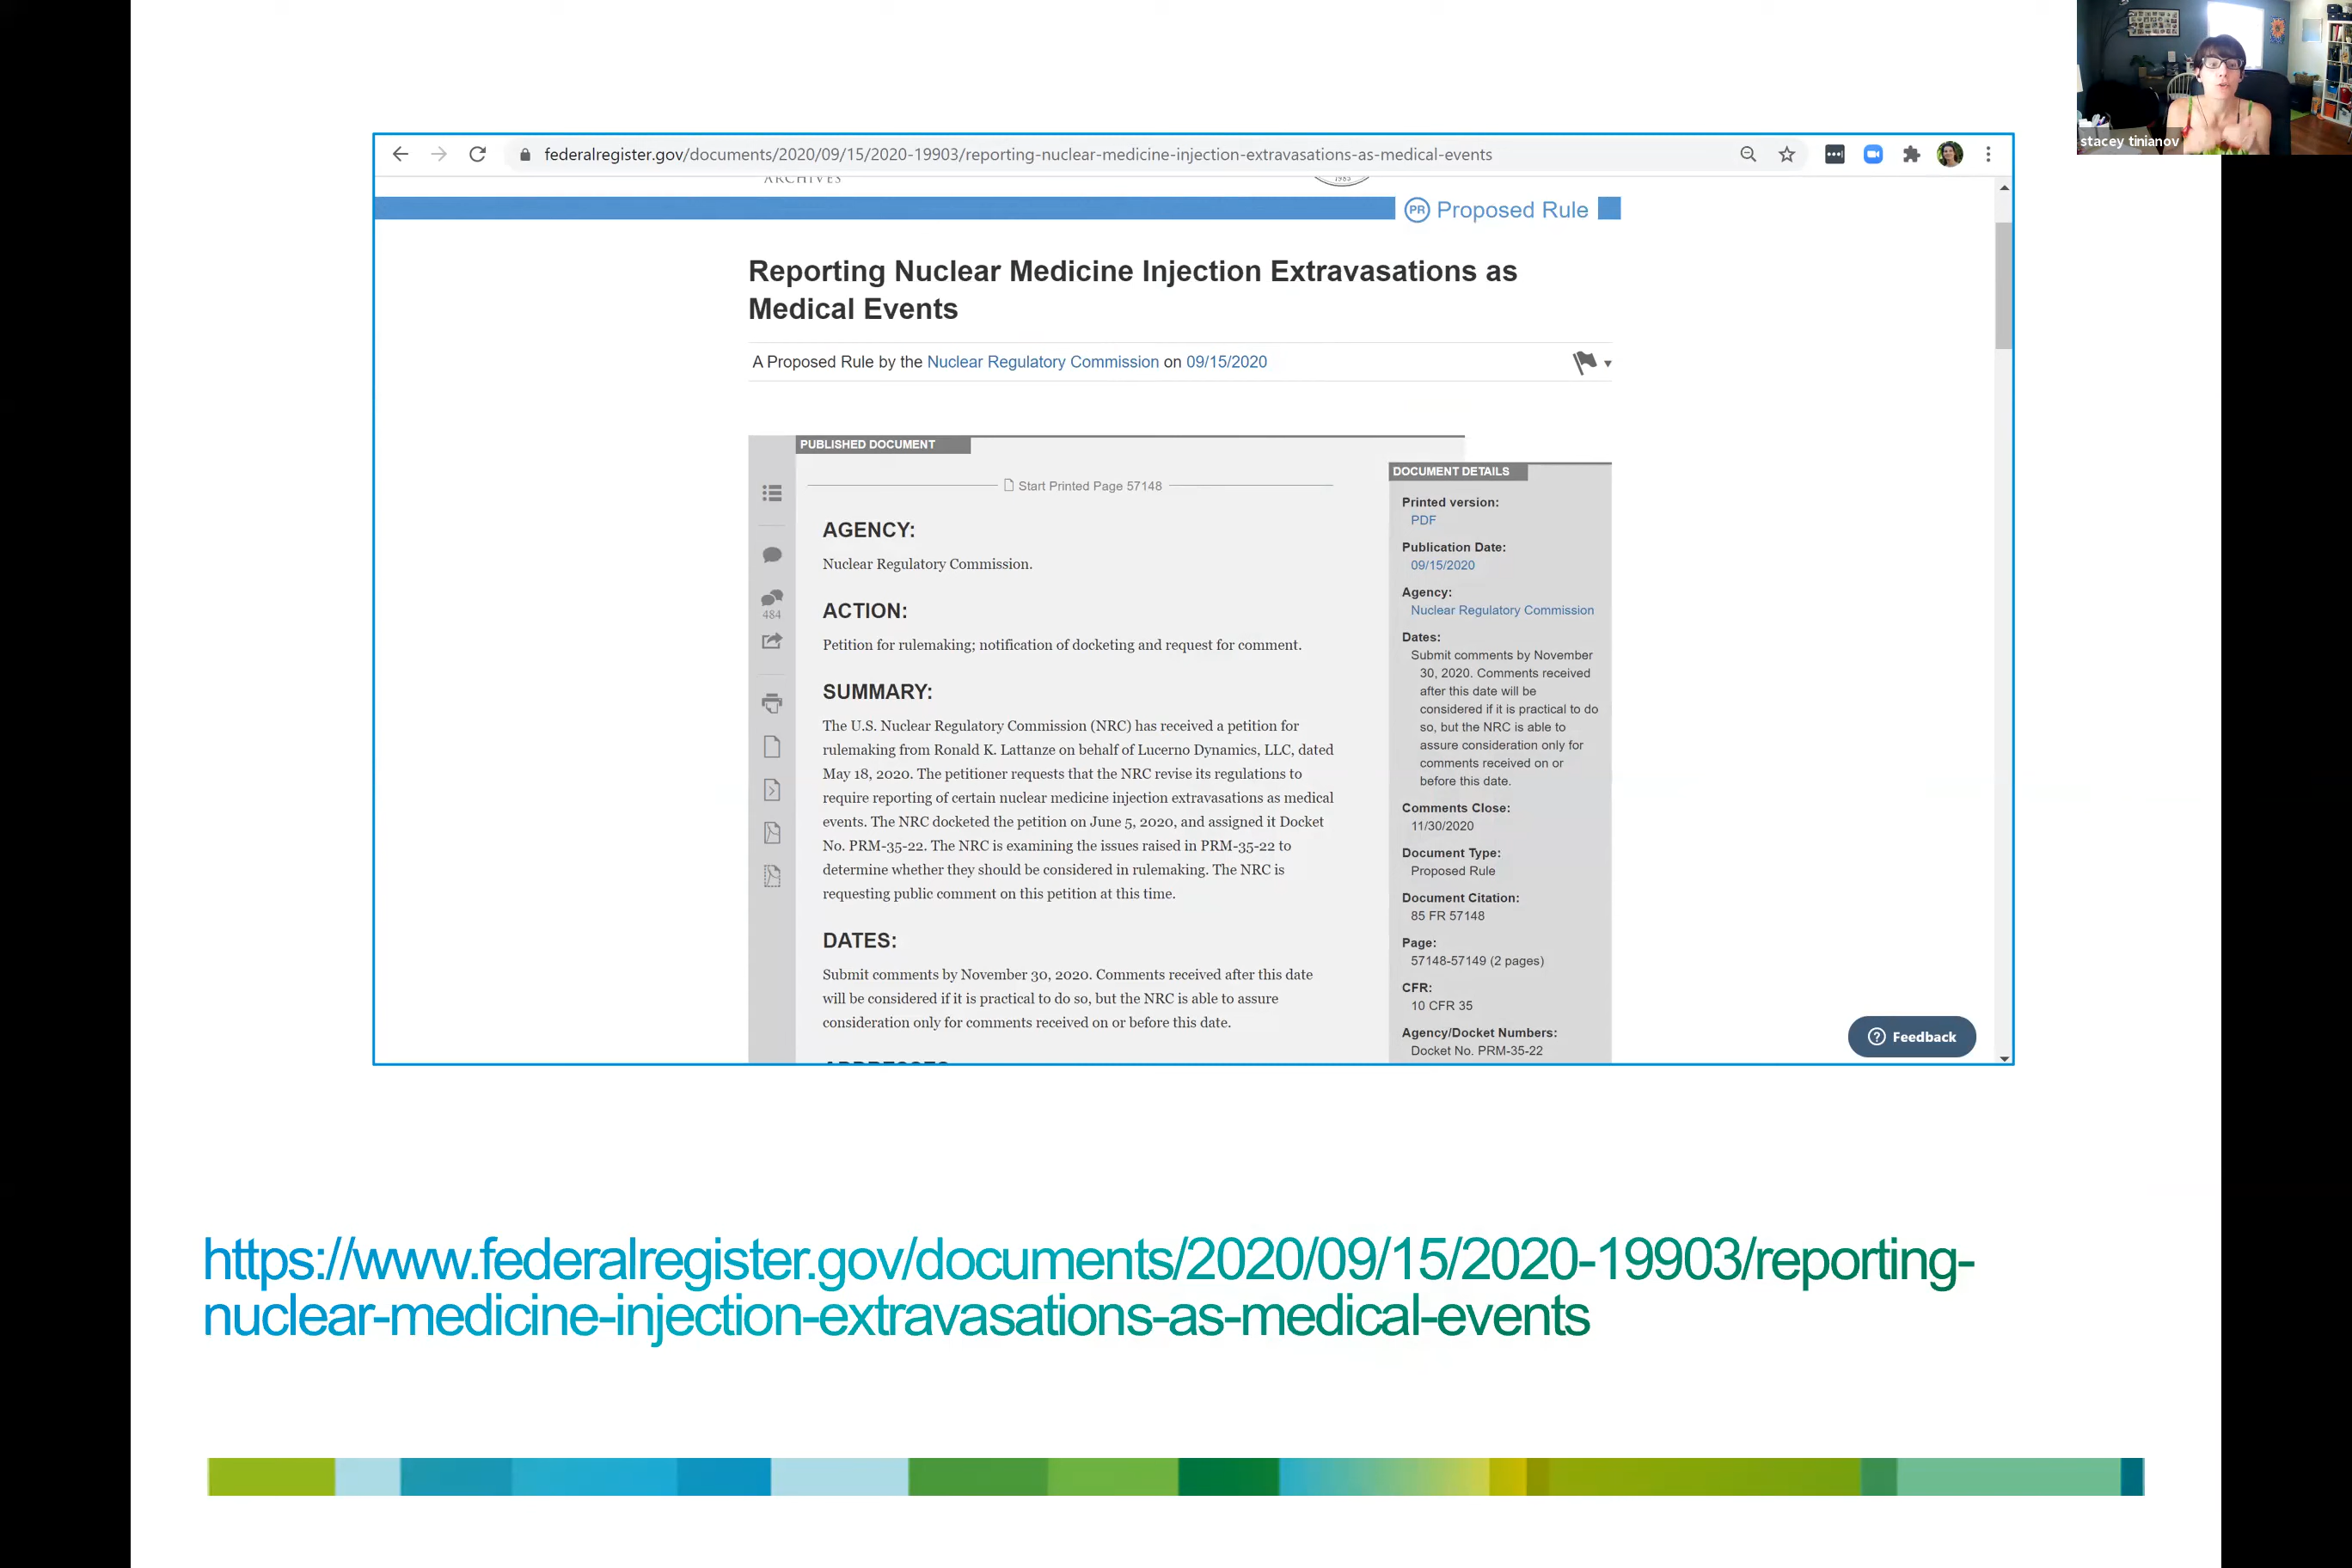 stacey tinianov
federalregister.gov/documents/2020/09/15/2020-19903/reporting-nuclear-medicine-injection-extravasations-as-medical-events
ARCHIVES
1985
PR Proposed Rule
Reporting Nuclear Medicine Injection Extravasations as
Medical Events
A Proposed Rule by the Nuclear Regulatory Commission on 09/15/2020
PUBLISHED DOCUMENT
Start Printed Page 57148
484
AGENCY:
Nuclear Regulatory Commission.
ACTION:
Petition for rulemaking; notification of docketing and request for comment.
SUMMARY:
The U.S. Nuclear Regulatory Commission (NRC) has received a petition for
rulemaking from Ronald K. Lattanze on behalf of Lucerno Dynamics, LLC, dated
May 18, 2020. The petitioner requests that the NRC revise its regulations to
require reporting of certain nuclear medicine injection extravasations as medical
events. The NRC docketed the petition on June 5, 2020, and assigned it Docket
No. PRM-35-22. The NRC is examining the issues raised in PRM-35-22 to
determine whether they should be considered in rulemaking. The NRC is
requesting public comment on this petition at this time.
DATES:
Submit comments by November 30, 2020. Comments received after this date
will be considered if it is practical to do so, but the NRC is able to assure
consideration only for comments received on or before this date.
ADDRESSES
DOCUMENT DETAILS
Printed version:
PDF
Publication Date:
09/15/2020
Agency:
Nuclear Regulatory Commission
Dates:
Submit comments by November
30, 2020. Comments received
after this date will be
considered if it is practical to do
so, but the NRC is able to
assure consideration only for
comments received on or
before this date.
Comments Close:
11/30/2020
Document Type:
Proposed Rule
Document Citation:
85 FR 57148
Page:
57148-57149 (2 pages)
CFR:
10 CFR 35
Agency/Docket Numbers:
Docket No. PRM-35-22
Feedback
https://www.federalregister.gov/documents/2020/09/15/2020-19903/reporting-
nuclear-medicine-injection-extravasations-as-medical-events